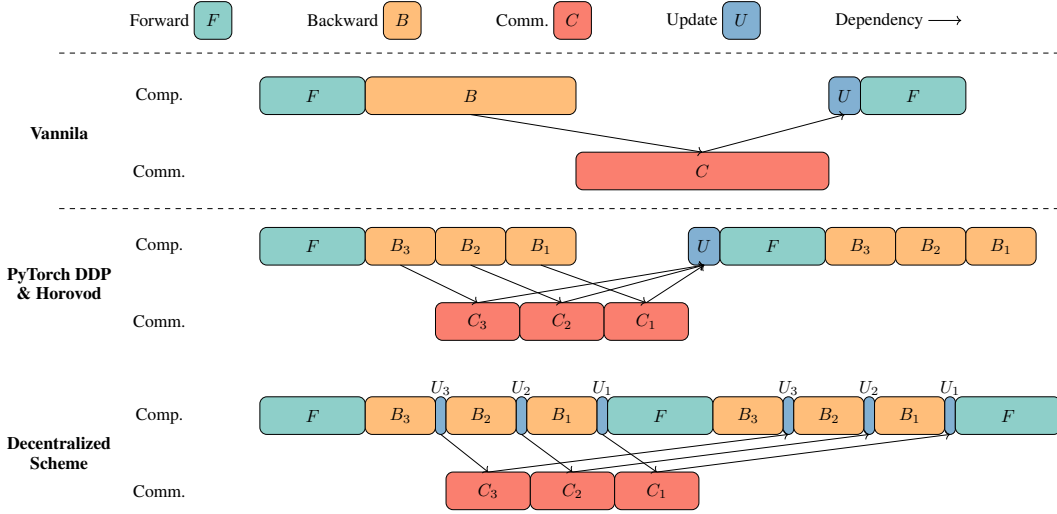 Forward F Backward B Comm. C Update U Dependency
Comp. F B U F
Vannila
Comm. C
Comp. F B3 B2 B1 U F B3 B2 B1
PyTorch DDP
& Horovod
Comm. C3 C2 C1
U3 U2 U1 U3 U2 U1
Comp. F B3 B2 B1 F B3 B2 B1 F
Decentralized
Scheme
Comm. C3 C2 C1